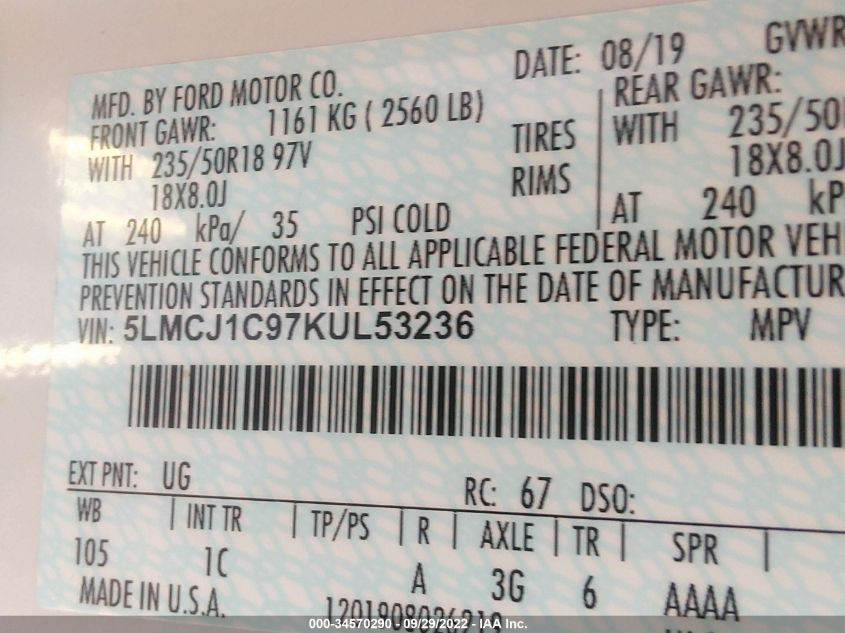 MFD. BY FORD MOTOR CO. DATE: 08/19 GVWR
FRONT GAWR: 1161 KG ( 2560 LB) REAR GAWR:
WITH 235/50R18 97V TIRES WITH 235/50
18X8.0J RIMS 18X8.0J
AT 240 kPa/ 35 PSI COLD AT 240 kP
THIS VEHICLE CONFORMS TO ALL APPLICABLE FEDERAL MOTOR VEH
PREVENTION STANDARDS IN EFFECT ON THE DATE OF MANUFACTUR
VIN: 5LMCJ1C97KUL53236 TYPE: MPV
EXT PNT: UG RC: 67 DSO:
WB INT TR TP/PS R AXLE TR SPR
105 1C A 3G 6 AAAA
MADE IN U.S.A.
000-34570290 - 09/29/2022 - IAA Inc.